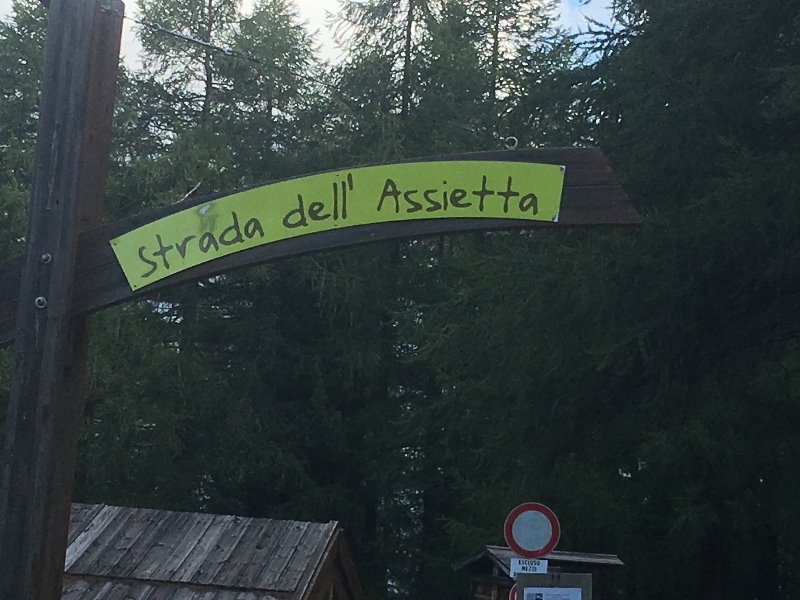 strada dell' Assietta
ESCLUSO
MEZZI